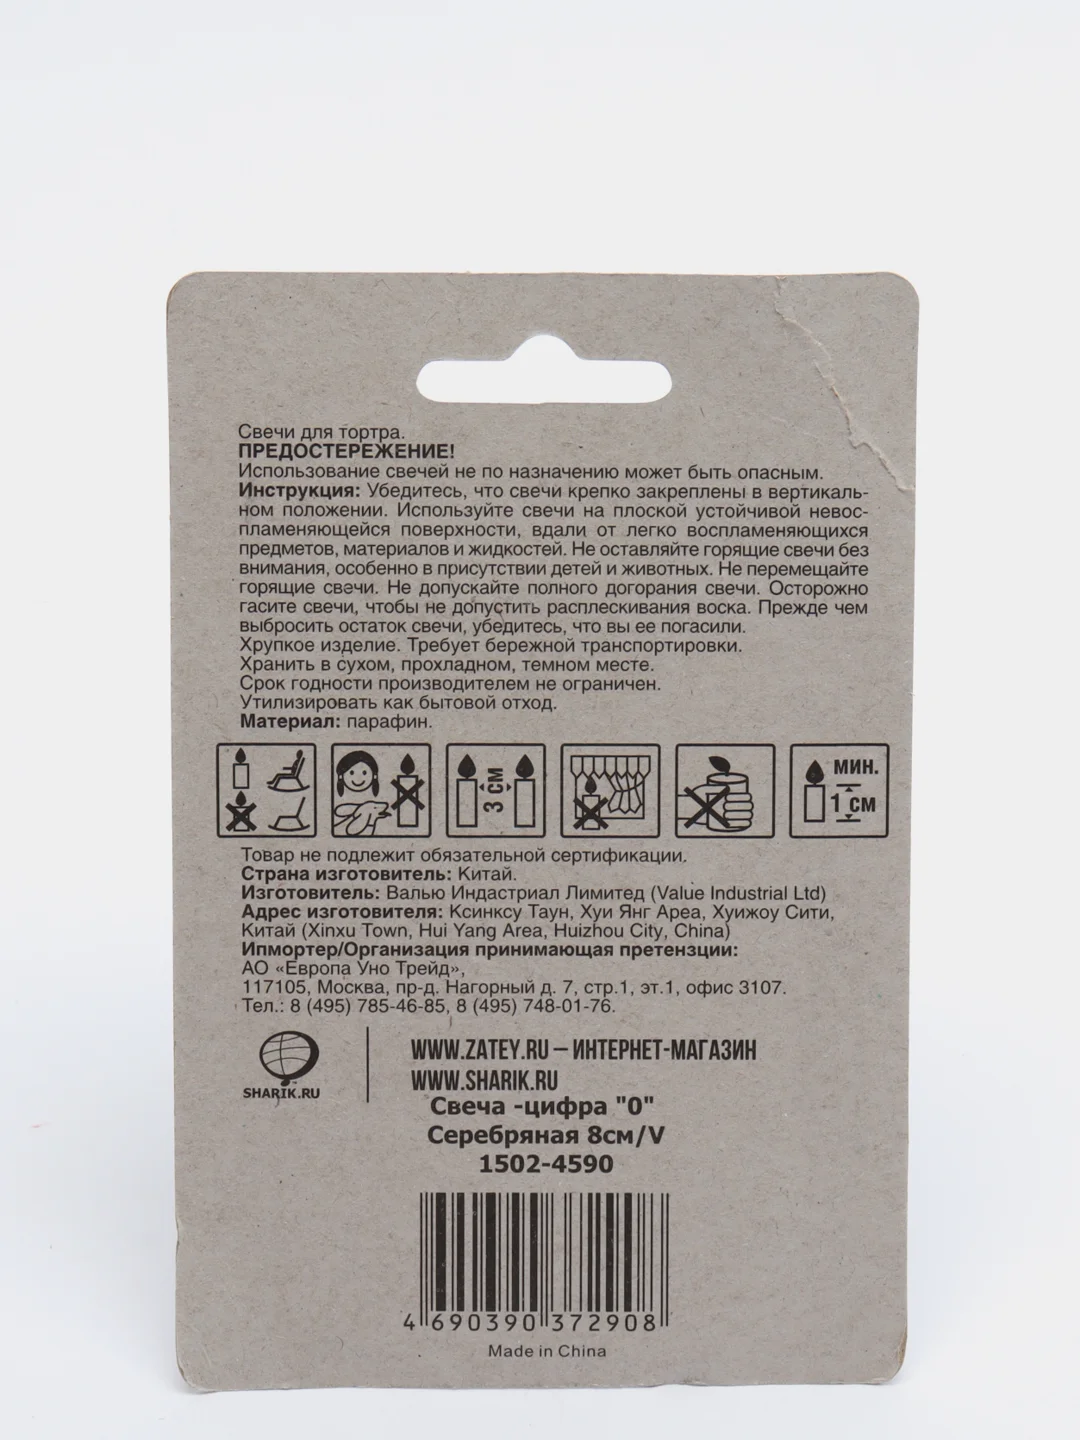 Свечи для тортра.
ПРЕДОСТЕРЕЖЕНИЕ!
Использование свечей не по назначению может быть опасным.
Инструкция: Убедитесь, что свечи крепко закреплены в вертикаль-
ном положении. Используйте свечи на плоской устойчивой невос-
пламеняющейся поверхности, вдали от легко воспламеняющихся
предметов, материалов и жидкостей. Не оставляйте горящие свечи без
внимания, особенно в присутствии детей и животных. Не перемещайте
горящие свечи. Не допускайте полного догорания свечи. Осторожно
гасите свечи, чтобы не допустить расплескивания воска. Прежде чем
выбросить остаток свечи, убедитесь, что вы ее погасили.
Хрупкое изделие. Требует бережной транспортировки.
Хранить в сухом, прохладном, темном месте.
Срок годности производителем не ограничен.
Утилизировать как бытовой отход.
Материал: парафин.
3 см
мин.
1 см
Товар не подлежит обязательной сертификации.
Страна изготовитель: Китай.
Изготовитель: Валью Индастриал Лимитед (Value Industrial Ltd)
Адрес изготовителя: Ксинксу Таун, Хуи Янг Ареа, Хуижоу Сити,
Китай (Xinxu Town, Hui Yang Area, Huizhou City, China)
Ипмортер/Организация принимающая претензии:
АО «Европа Уно Трейд»,
117105, Москва, пр-д. Нагорный д. 7, стр.1, эт.1, офис 3107.
Тел.: 8 (495) 785-46-85, 8 (495) 748-01-76.
SHARIK.RU
WWW.ZATEY.RU – ИНТЕРНЕТ-МАГАЗИН
WWW.SHARIK.RU
Свеча -цифра "0"
Серебряная 8см/V
1502-4590
4 690390 372908
Made in China